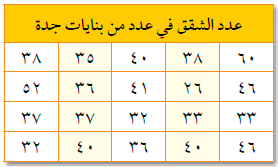 عدد الشقق في عدد من بنايات جدة
٦٠ ٣٨ ٤٠ ٣٥ ٣٨
٤٦ ٢٦ ٤١ ٣٦ ٥٢
٣٣ ٣٣ ٣٢ ٣٧ ٣٧
٤٦ ٤٠ ٣٦ ٤٠ ٣٢